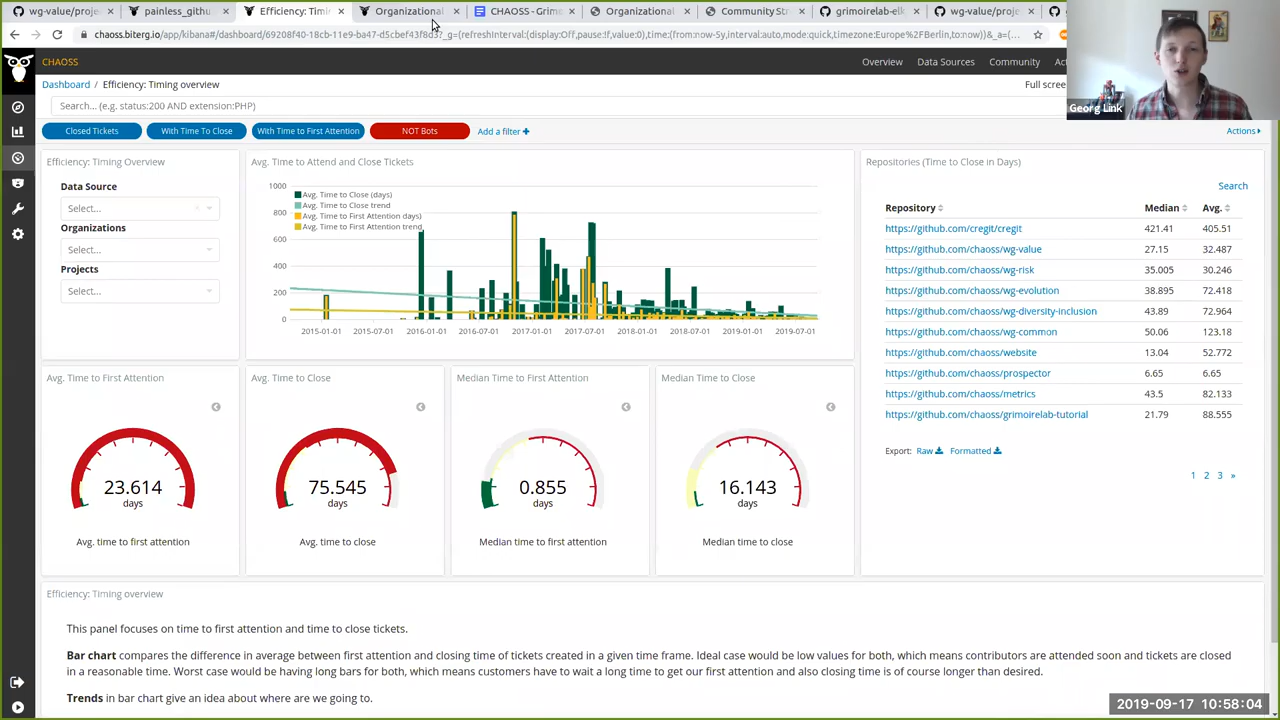 wg-value/proje
painless_githu
Efficiency: Timin
Organizational
CHAOSS - Grimo
Organizational
Community Str
grimoirelab-elk
wg-value/proje
chaoss.biterg.io/app/kibana#/dashboard/69208f40-18cb-11e9-ba47-d5cbef43f8d3?_g=(refreshInterval:(display:Off,pause:!f,value:0),time:(from:now-5y,interval:auto,mode:quick,timezone:Europe%2FBerlin,to:now))&_a=(...
CHAOSS
Overview Data Sources Community
Dashboard / Efficiency: Timing overview
Full scree
Georg Link
Search... (e.g. status:200 AND extension:PHP)
Closed Tickets With Time To Close With Time to First Attention NOT Bots Add a filter +
Actions
Efficiency: Timing Overview
Data Source
Select...
Organizations
Select...
Projects
Select...
Avg. Time to Attend and Close Tickets
Avg. Time to Close (days)
Avg. Time to Close trend
Avg. Time to First Attention days)
Avg. Time to First Attention trend
1000
800
600
400
200
0
2015-01-01 2015-07-01 2016-01-01 2016-07-01 2017-01-01 2017-07-01 2018-01-01 2018-07-01 2019-01-01 2019-07-01
Repositories (Time to Close in Days)
Search
Repository Median Avg.
https://github.com/cregit/cregit 421.41 405.51
https://github.com/chaoss/wg-value 27.15 32.487
https://github.com/chaoss/wg-risk 35.005 30.246
https://github.com/chaoss/wg-evolution 38.895 72.418
https://github.com/chaoss/wg-diversity-inclusion 43.89 72.964
https://github.com/chaoss/wg-common 50.06 123.18
https://github.com/chaoss/website 13.04 52.772
https://github.com/chaoss/prospector 6.65 6.65
https://github.com/chaoss/metrics 43.5 82.133
https://github.com/chaoss/grimoirelab-tutorial 21.79 88.555
Export: Raw Formatted
1 2 3 »
Avg. Time to First Attention
23.614
days
Avg. time to first attention
Avg. Time to Close
75.545
days
Avg. time to close
Median Time to First Attention
0.855
days
Median time to first attention
Median Time to Close
16.143
days
Median time to close
Efficiency: Timing overview
This panel focuses on time to first attention and time to close tickets.
Bar chart compares the difference in average between first attention and closing time of tickets created in a given time frame. Ideal case would be low values for both, which means contributors are attended soon and tickets are closed
in a reasonable time. Worst case would be having long bars for both, which means customers have to wait a long time to get our first attention and also closing time is of course longer than desired.
Trends in bar chart give an idea about where are we going to.
2019-09-17 10:58:04